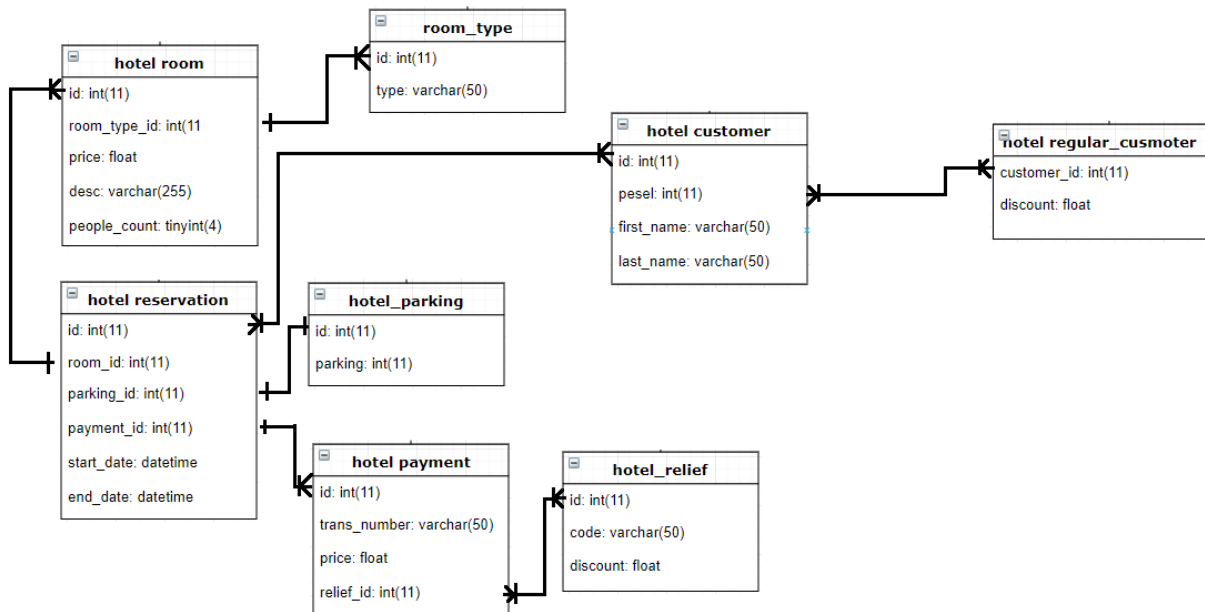 room_type
id: int(11)
type: varchar(50)
hotel room
id: int(11)
room_type_id: int(11
price: float
desc: varchar(255)
people_count: tinyint(4)
hotel customer
id: int(11)
pesel: int(11)
first_name: varchar(50)
last_name: varchar(50)
hotel regular_cusmoter
customer_id: int(11)
discount: float
hotel reservation
id: int(11)
room_id: int(11)
parking_id: int(11)
payment_id: int(11)
start_date: datetime
end_date: datetime
hotel_parking
id: int(11)
parking: int(11)
hotel payment
id: int(11)
trans_number: varchar(50)
price: float
relief_id: int(11)
hotel_relief
id: int(11)
code: varchar(50)
discount: float